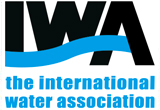 IWA
the international
water association